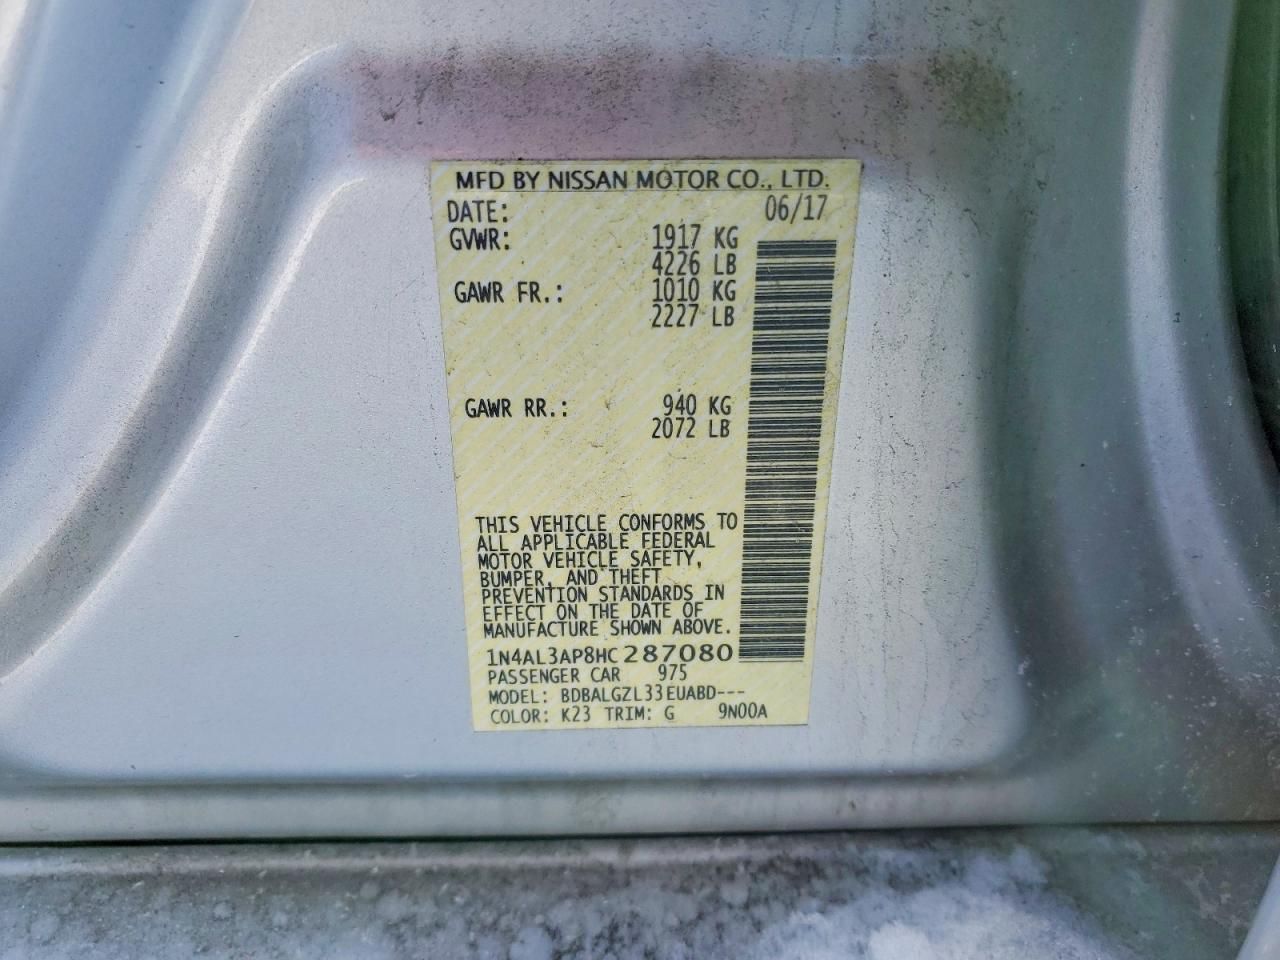 MFD BY NISSAN MOTOR CO., LTD.
DATE: 06/17
GVWR: 1917 KG
4226 LB
GAWR FR.: 1010 KG
2227 LB
GAWR RR.: 940 KG
2072 LB
THIS VEHICLE CONFORMS TO
ALL APPLICABLE FEDERAL
MOTOR VEHICLE SAFETY,
BUMPER, AND THEFT
PREVENTION STANDARDS IN
EFFECT ON THE DATE OF
MANUFACTURE SHOWN ABOVE.
1N4AL3AP8HC287080
PASSENGER CAR 975
MODEL: BDBALGZL33EUABD---
COLOR: K23 TRIM: G 9N00A